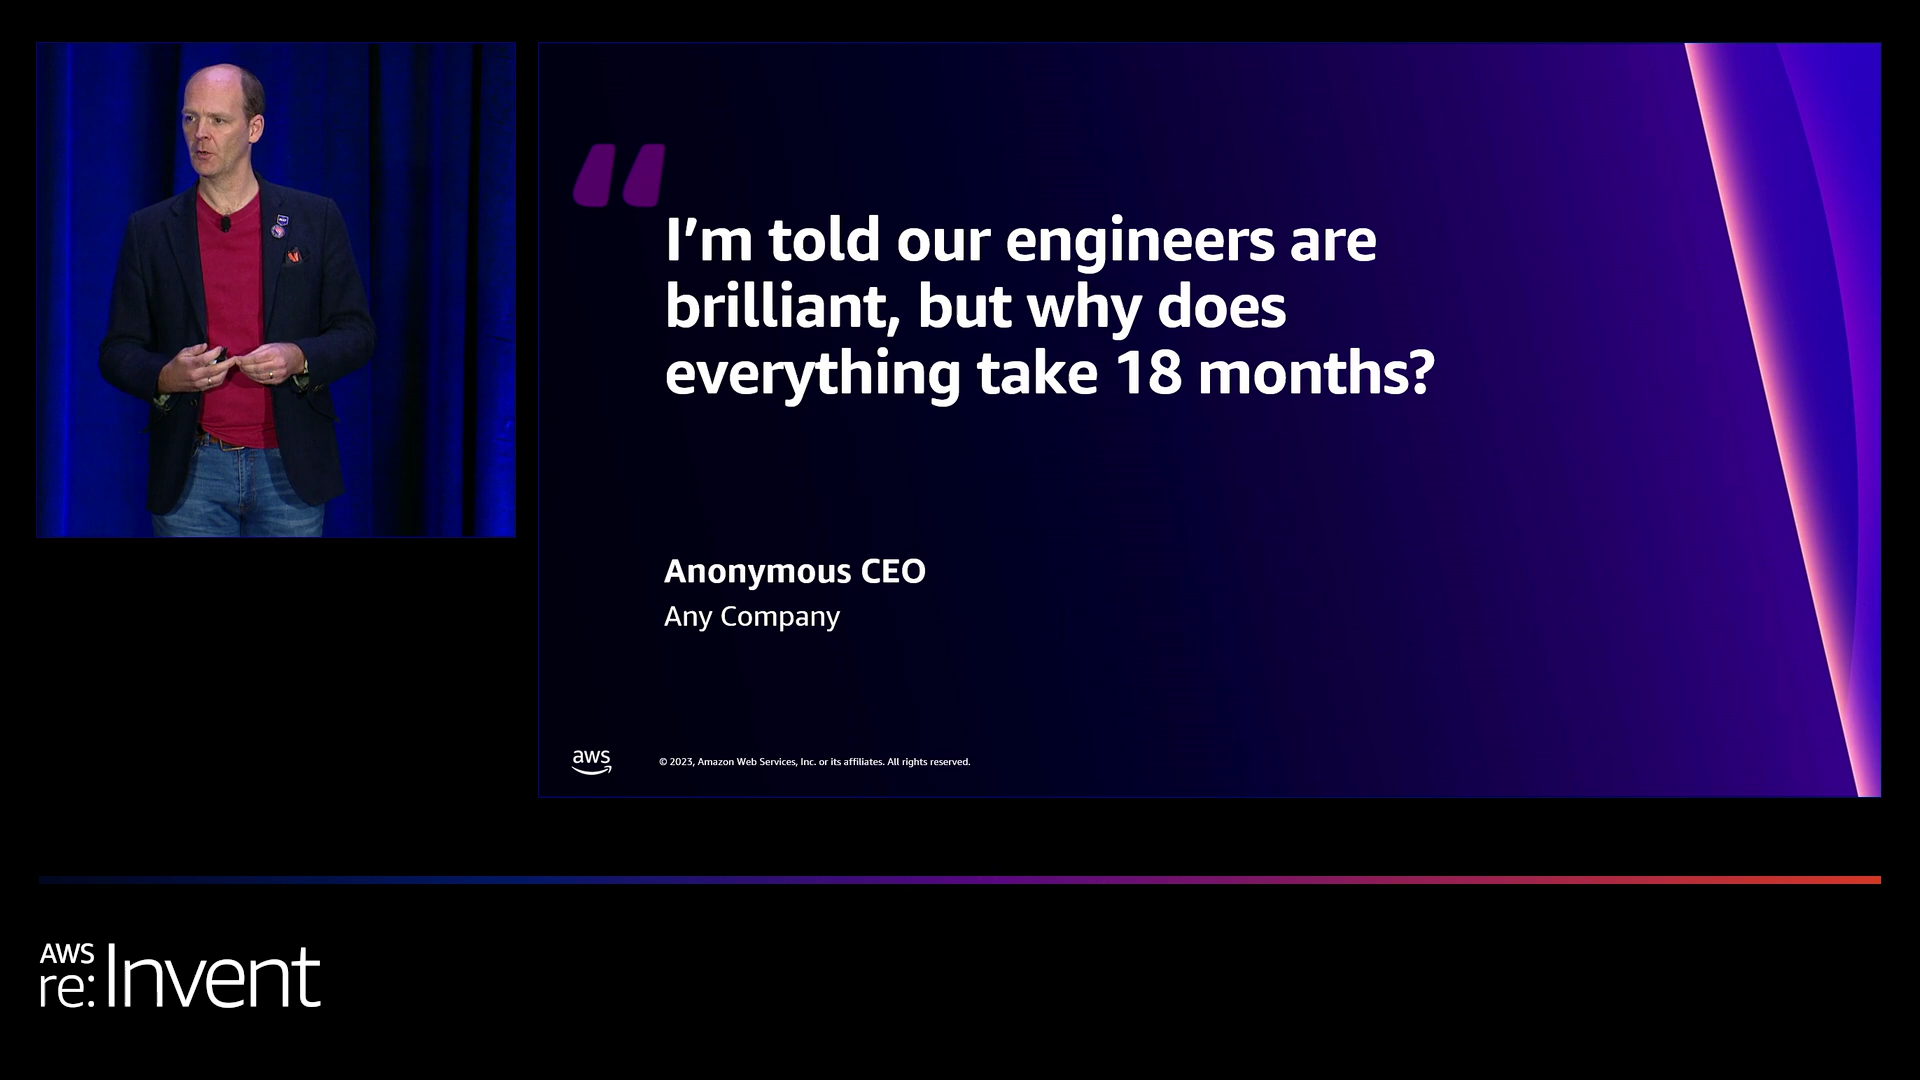 “
I’m told our engineers are
brilliant, but why does
everything take 18 months?
Anonymous CEO
Any Company
aws
© 2023, Amazon Web Services, Inc. or its affiliates. All rights reserved.
AWS
re:Invent